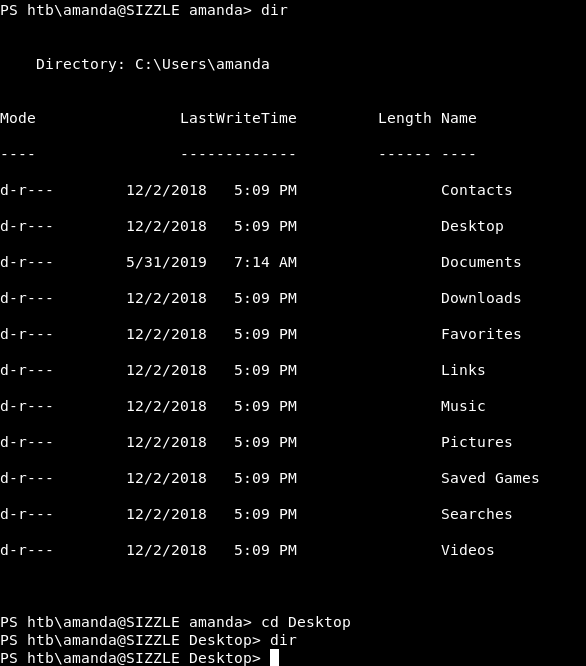 PS htb\amanda@SIZZLE amanda> dir
Directory: C:\Users\amanda
Mode LastWriteTime Length Name
---- ------------- ------ ----
d-r--- 12/2/2018 5:09 PM Contacts
d-r--- 12/2/2018 5:09 PM Desktop
d-r--- 5/31/2019 7:14 AM Documents
d-r--- 12/2/2018 5:09 PM Downloads
d-r--- 12/2/2018 5:09 PM Favorites
d-r--- 12/2/2018 5:09 PM Links
d-r--- 12/2/2018 5:09 PM Music
d-r--- 12/2/2018 5:09 PM Pictures
d-r--- 12/2/2018 5:09 PM Saved Games
d-r--- 12/2/2018 5:09 PM Searches
d-r--- 12/2/2018 5:09 PM Videos
PS htb\amanda@SIZZLE amanda> cd Desktop
PS htb\amanda@SIZZLE Desktop> dir
PS htb\amanda@SIZZLE Desktop>